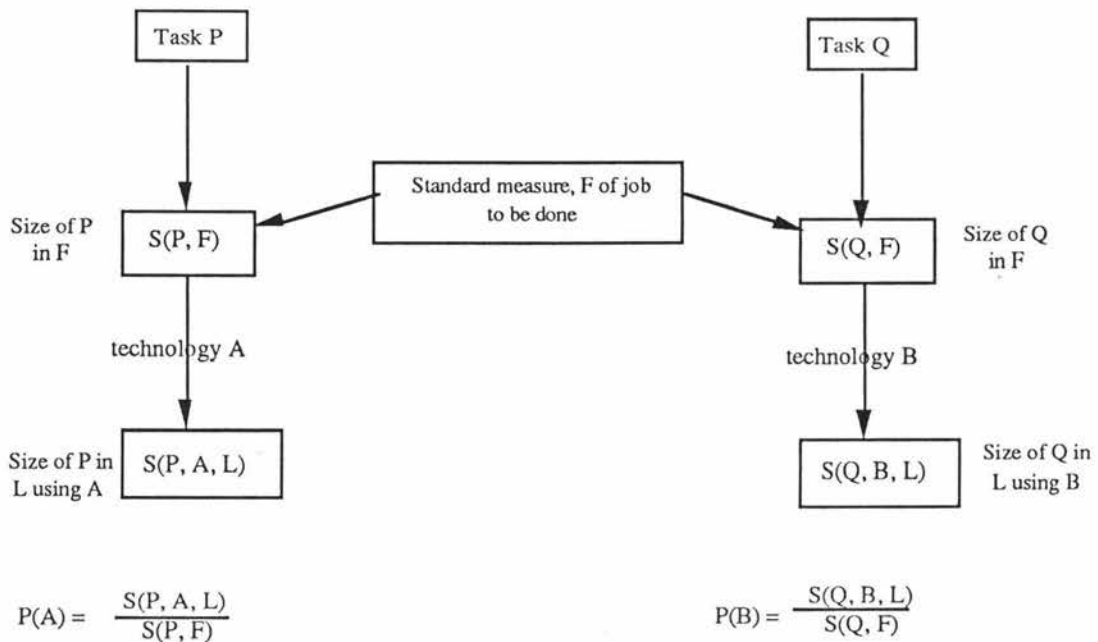 Task P
Task Q
Standard measure, F of job
to be done
Size of P
in F
S(P, F)
S(Q, F)
Size of Q
in F
technology A
technology B
Size of P in
L using A
S(P, A, L)
S(Q, B, L)
Size of Q in
L using B
P(A) = S(P, A, L) / S(P, F)
P(B) = S(Q, B, L) / S(Q, F)